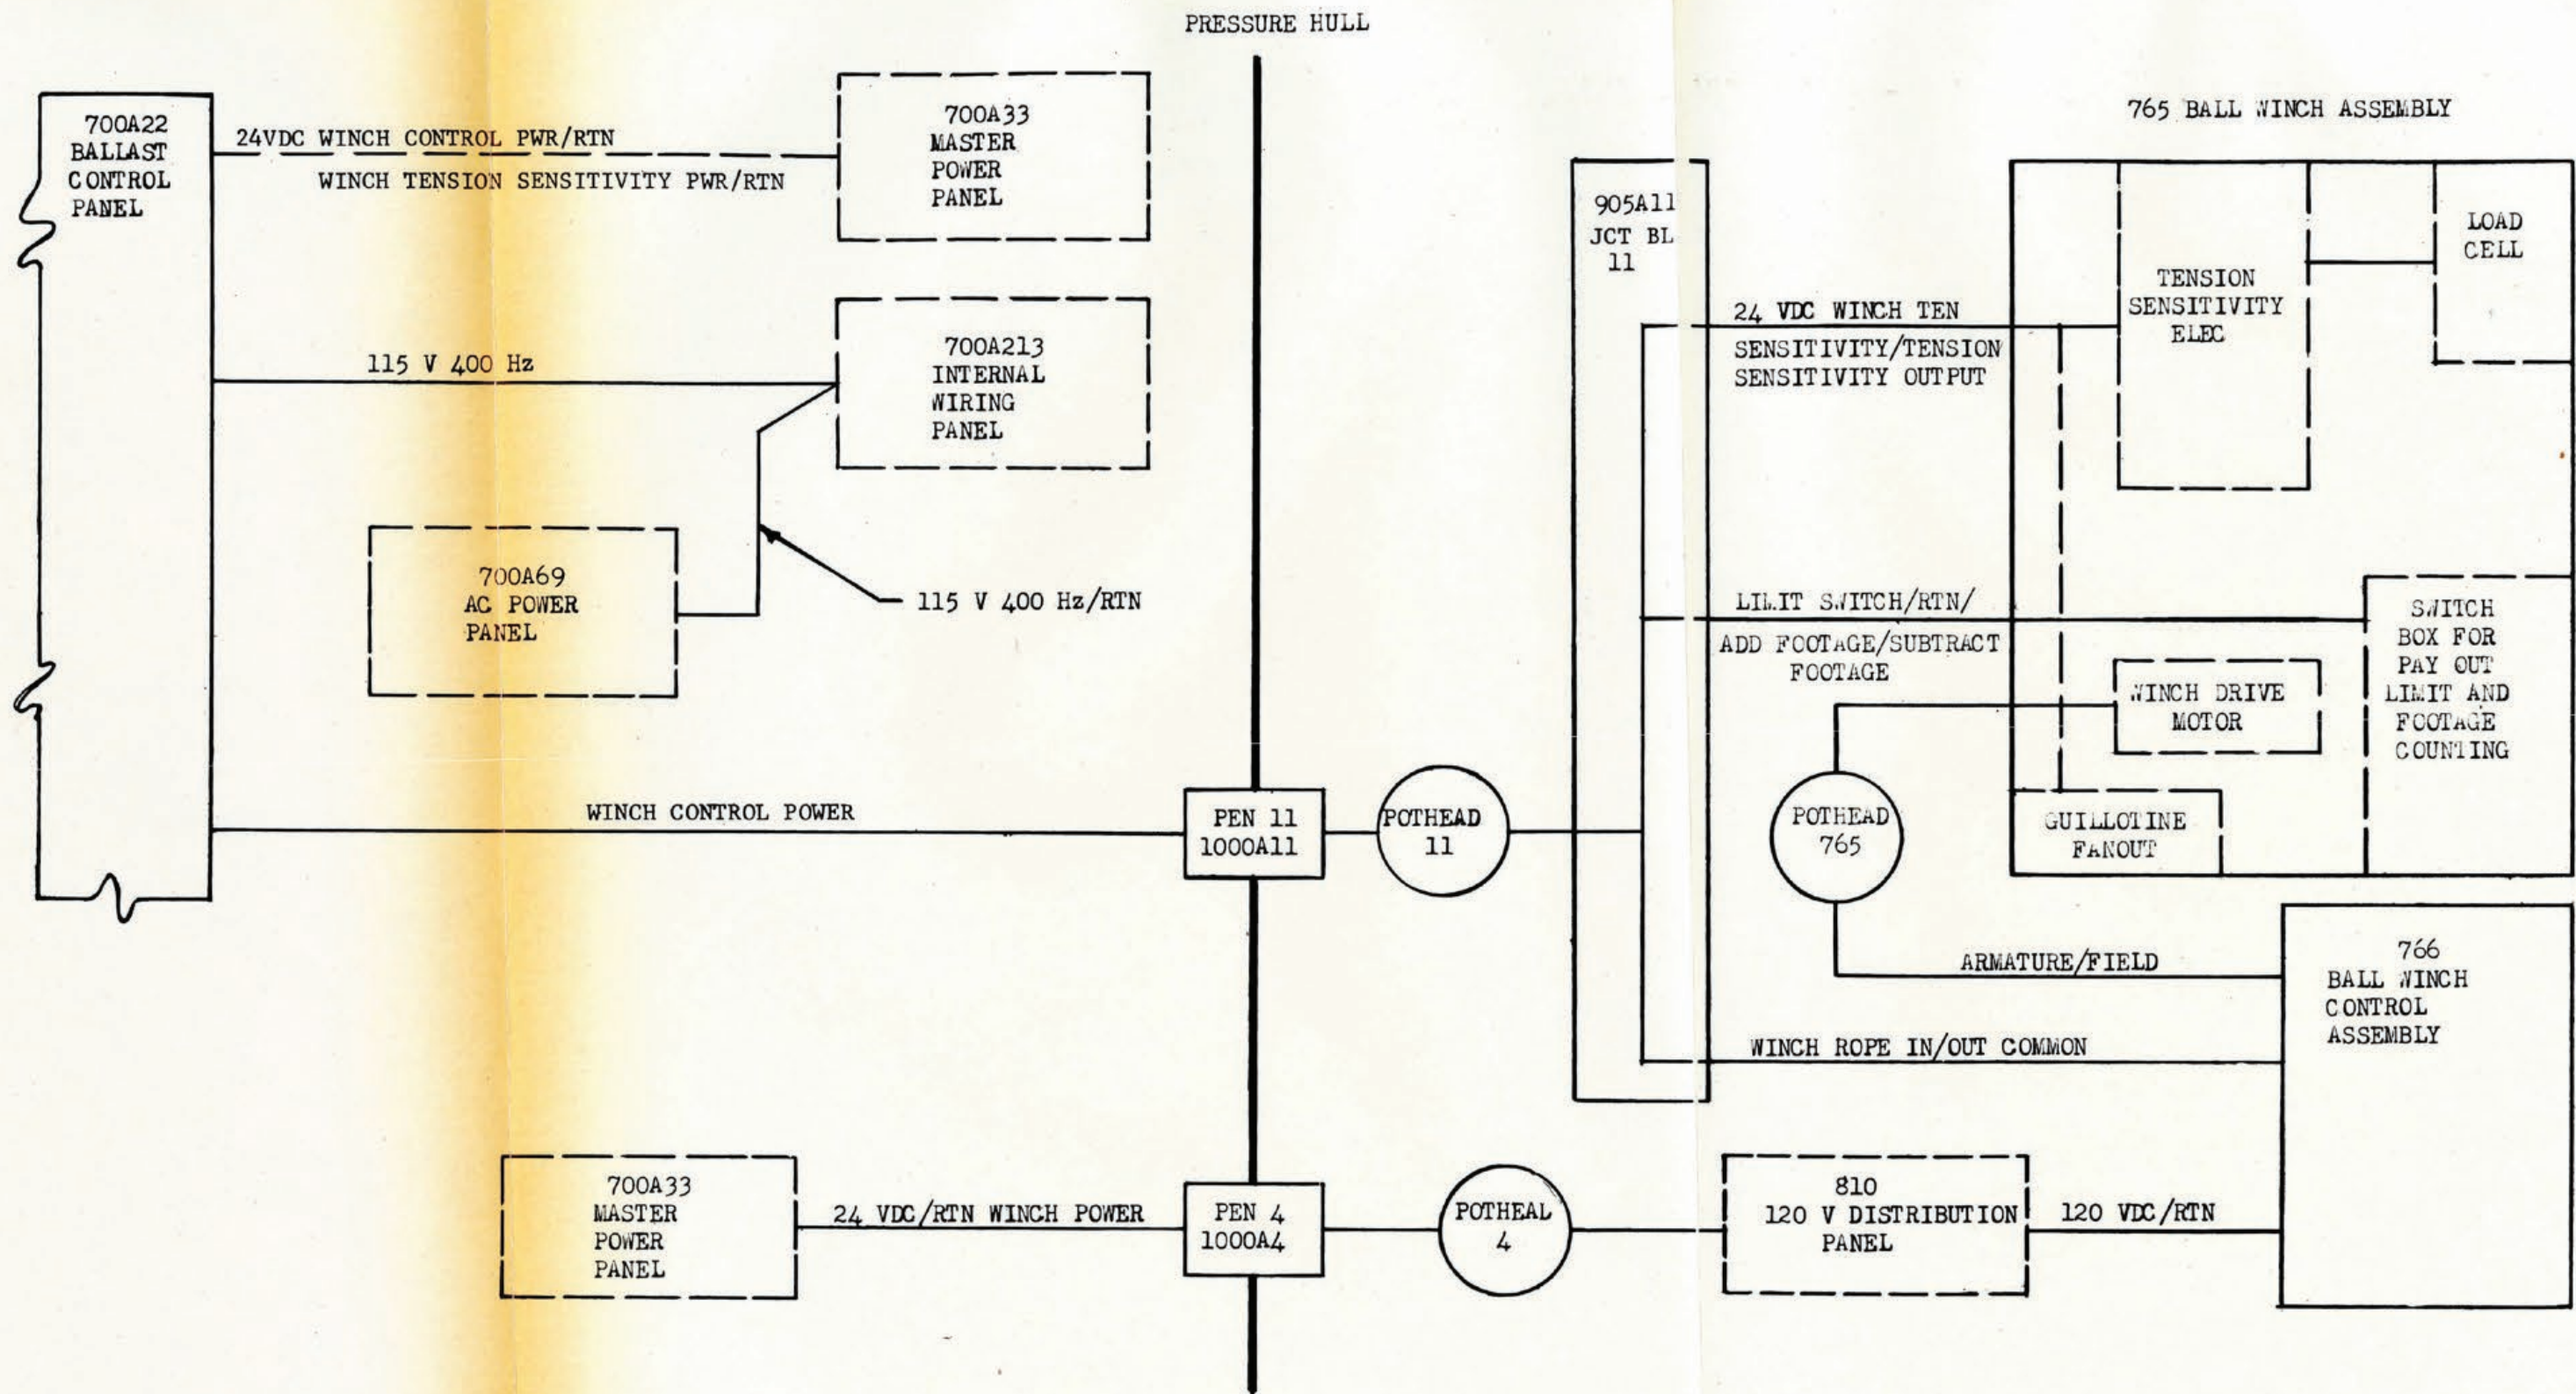 PRESSURE HULL
700A22
BALLAST
CONTROL
PANEL
24VDC WINCH CONTROL PWR/RTN
WINCH TENSION SENSITIVITY PWR/RTN
700A33
MASTER
POWER
PANEL
115 V 400 Hz
700A213
INTERNAL
WIRING
PANEL
700A69
AC POWER
PANEL
115 V 400 Hz/RTN
WINCH CONTROL POWER
PEN 11
1000A11
POTHEAD
11
905A11
JCT BL
11
765 BALL WINCH ASSEMBLY
24 VDC WINCH TEN
SENSITIVITY/TENSION
SENSITIVITY OUTPUT
TENSION
SENSITIVITY
ELEC
LOAD
CELL
LIMIT SWITCH/RTN/
ADD FOOTAGE/SUBTRACT
FOOTAGE
SWITCH
BOX FOR
PAY OUT
LIMIT AND
FOOTAGE
COUNTING
WINCH DRIVE
MOTOR
POTHEAD
765
GUILLOTINE
FANOUT
ARMATURE/FIELD
766
BALL WINCH
CONTROL
ASSEMBLY
WINCH ROPE IN/OUT COMMON
700A33
MASTER
POWER
PANEL
24 VDC/RTN WINCH POWER
PEN 4
1000A4
POTHEAL
4
810
120 V DISTRIBUTION
PANEL
120 VDC/RTN